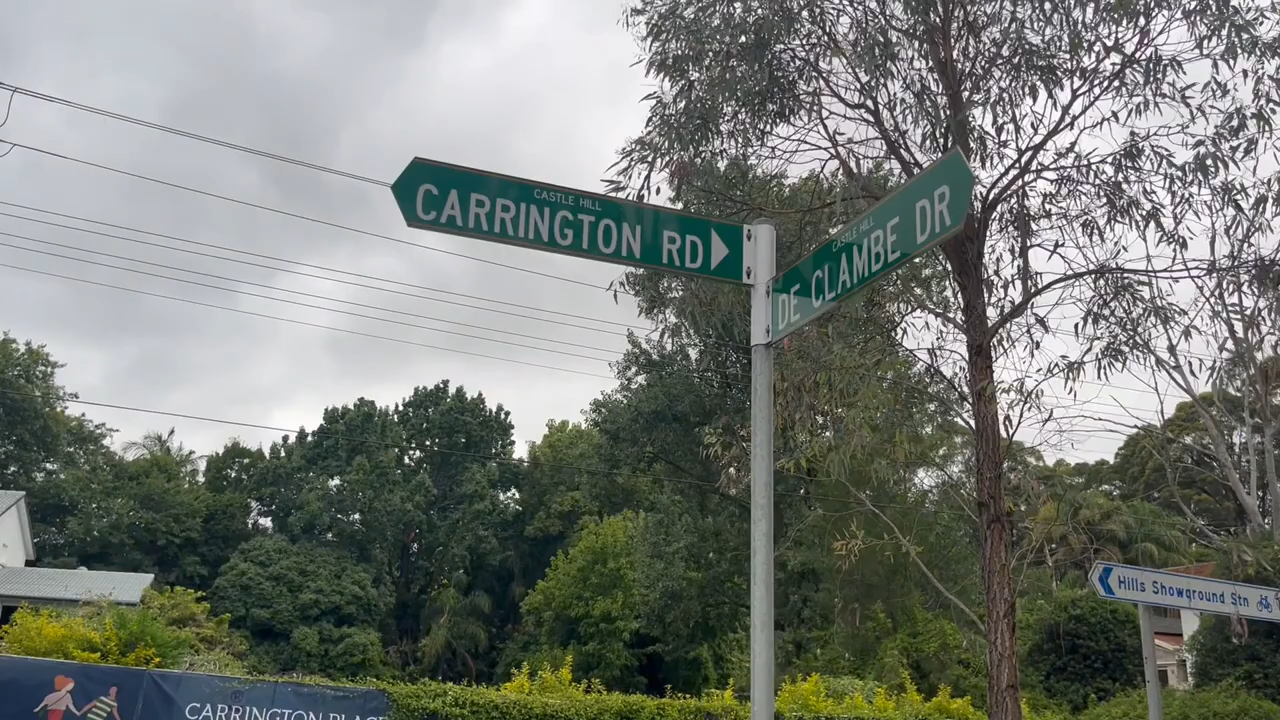 CASTLE HILL
CARRINGTON RD
CASTLE HILL
DE CLAMBE DR
Hills Showground Stn
CARRINGTON PLACE